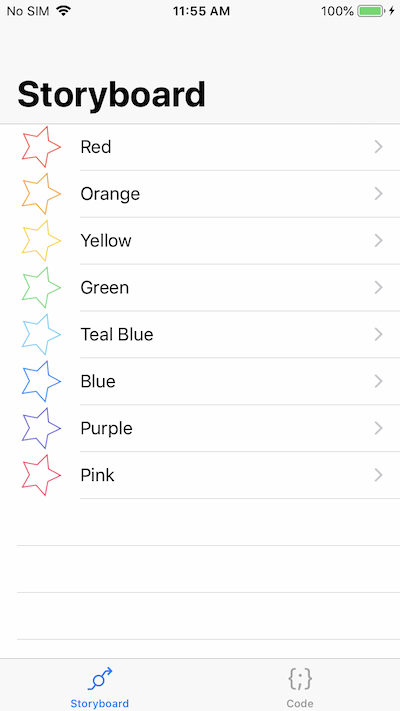 No SIM 11:55 AM 100%
Storyboard
Red
Orange
Yellow
Green
Teal Blue
Blue
Purple
Pink
{;}
Storyboard Code